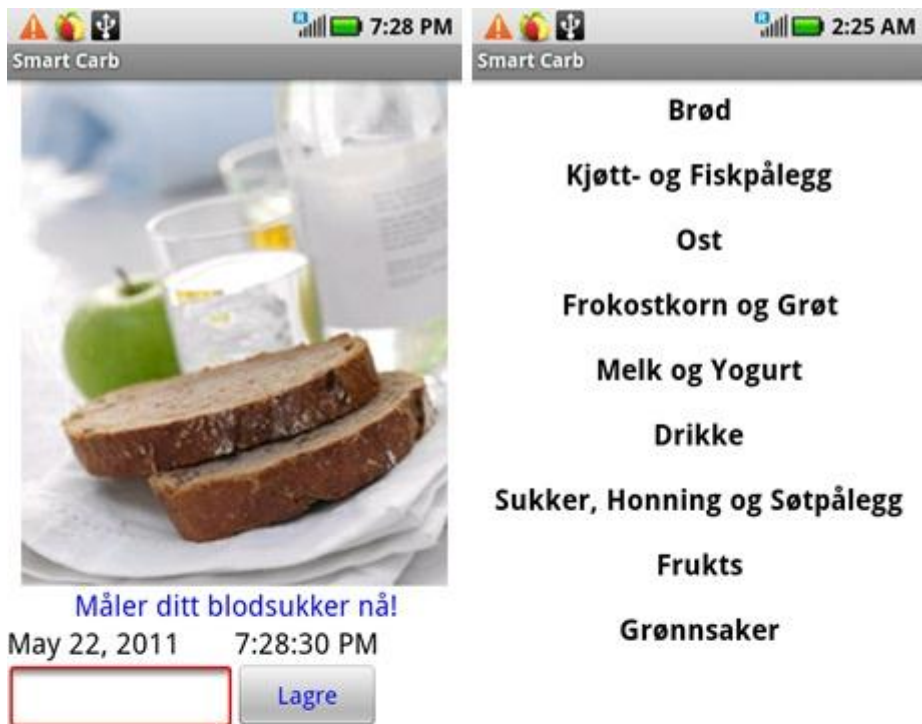 7:28 PM
Smart Carb
Måler ditt blodsukker nå!
May 22, 2011 7:28:30 PM
Lagre
2:25 AM
Smart Carb
Brød
Kjøtt- og Fiskpålegg
Ost
Frokostkorn og Grøt
Melk og Yogurt
Drikke
Sukker, Honning og Søtpålegg
Frukts
Grønnsaker